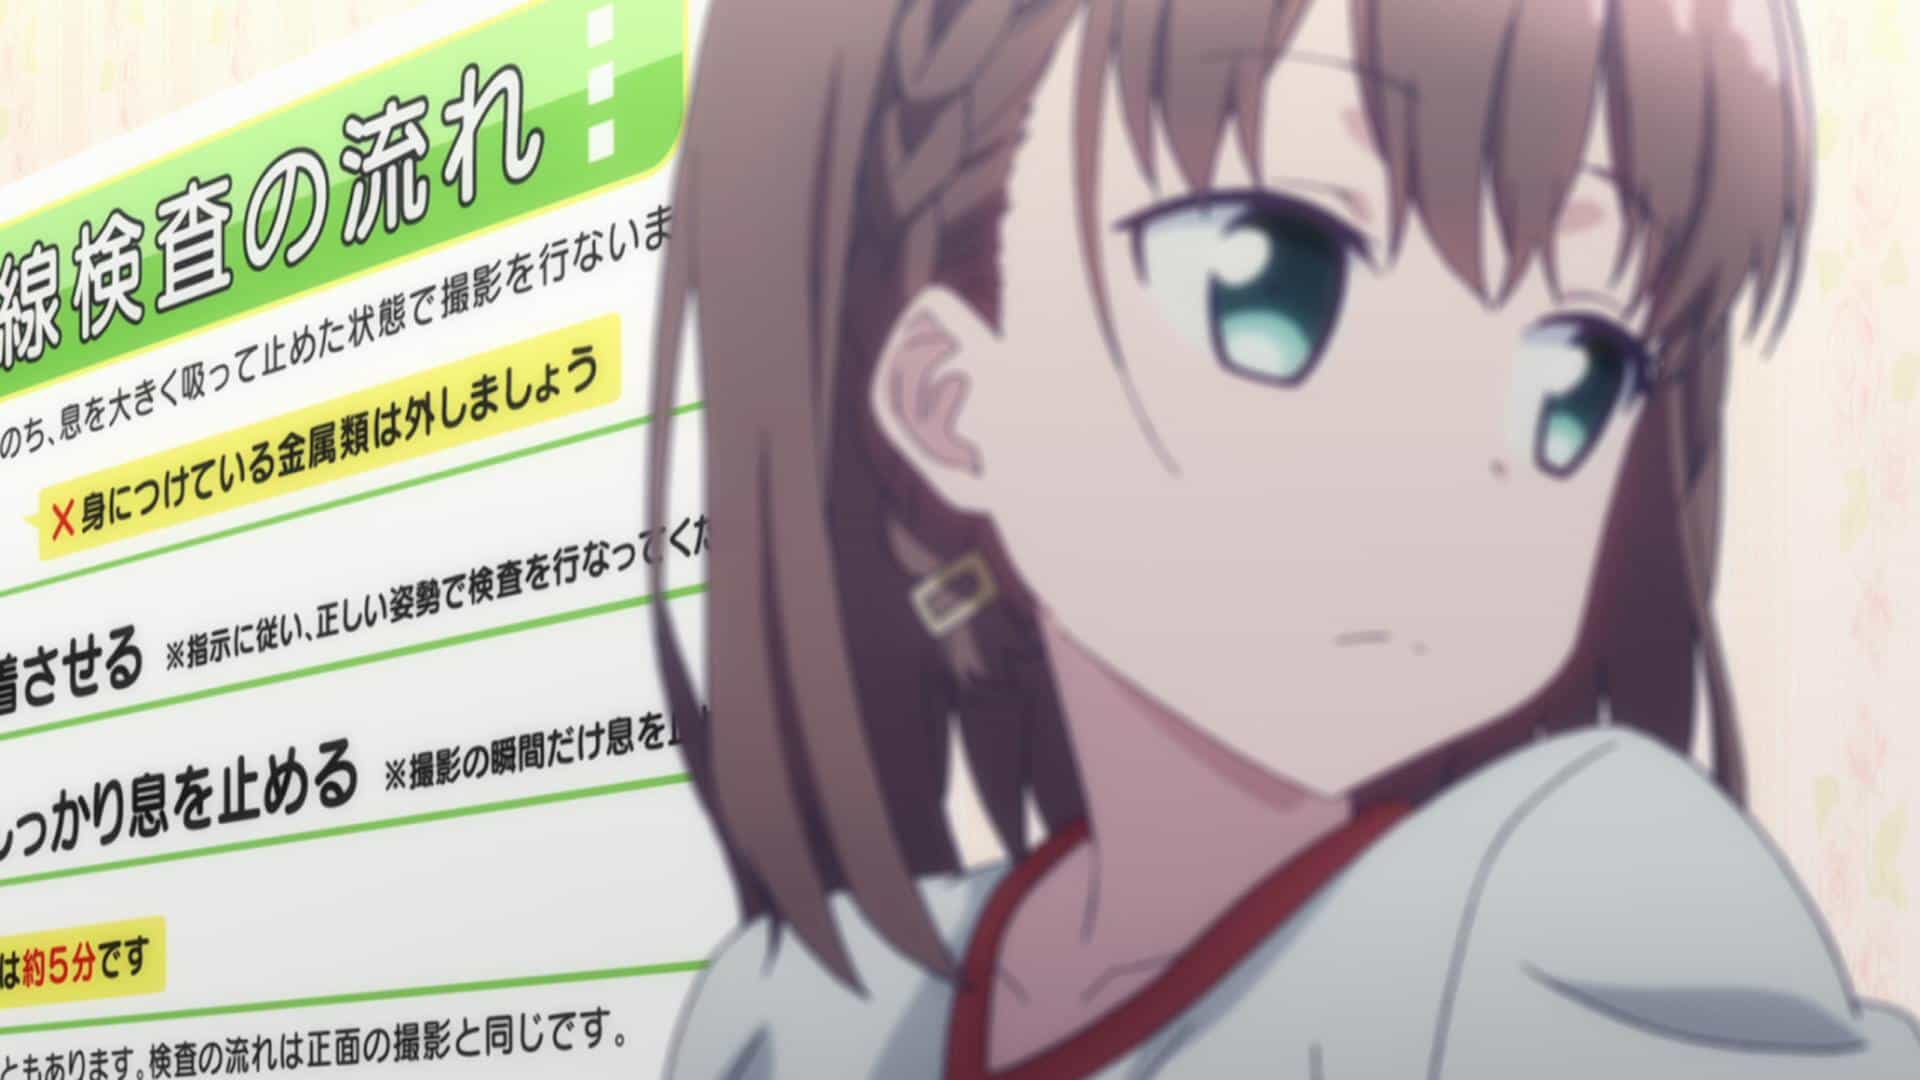 線検査の流れ
のち、息を大きく吸って止めた状態で撮影を行ないま
×身につけている金属類は外しましょう
着させる ※指示に従い、正しい姿勢で検査を行なってくだ
しっかり息を止める ※撮影の瞬間だけ息を止
は約5分です
ともあります。検査の流れは正面の撮影と同じです。